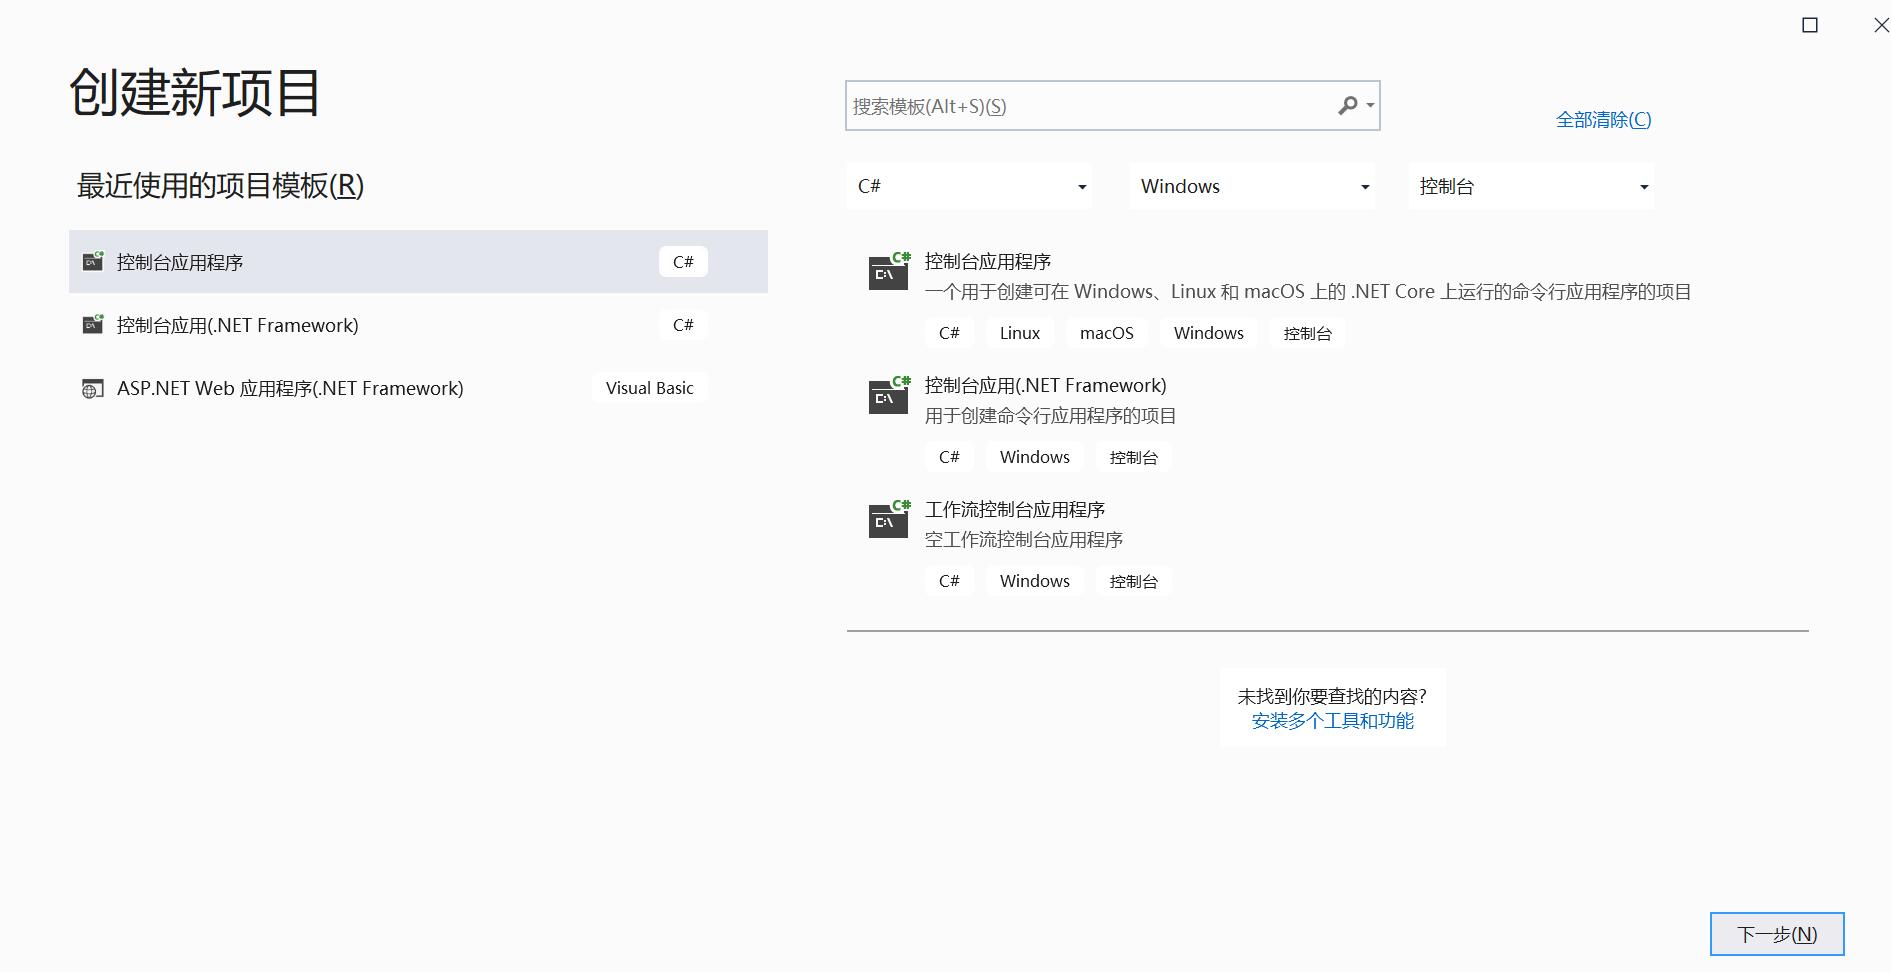 创建新项目
最近使用的项目模板(R)
控制台应用程序
C#
控制台应用(.NET Framework)
C#
ASP.NET Web 应用程序(.NET Framework)
Visual Basic
搜索模板(Alt+S)(S)
全部清除(C)
C#
Windows
控制台
控制台应用程序
一个用于创建可在 Windows、Linux 和 macOS 上的 .NET Core 上运行的命令行应用程序的项目
C# Linux macOS Windows 控制台
控制台应用(.NET Framework)
用于创建命令行应用程序的项目
C# Windows 控制台
工作流控制台应用程序
空工作流控制台应用程序
C# Windows 控制台
未找到你要查找的内容?
安装多个工具和功能
下一步(N)